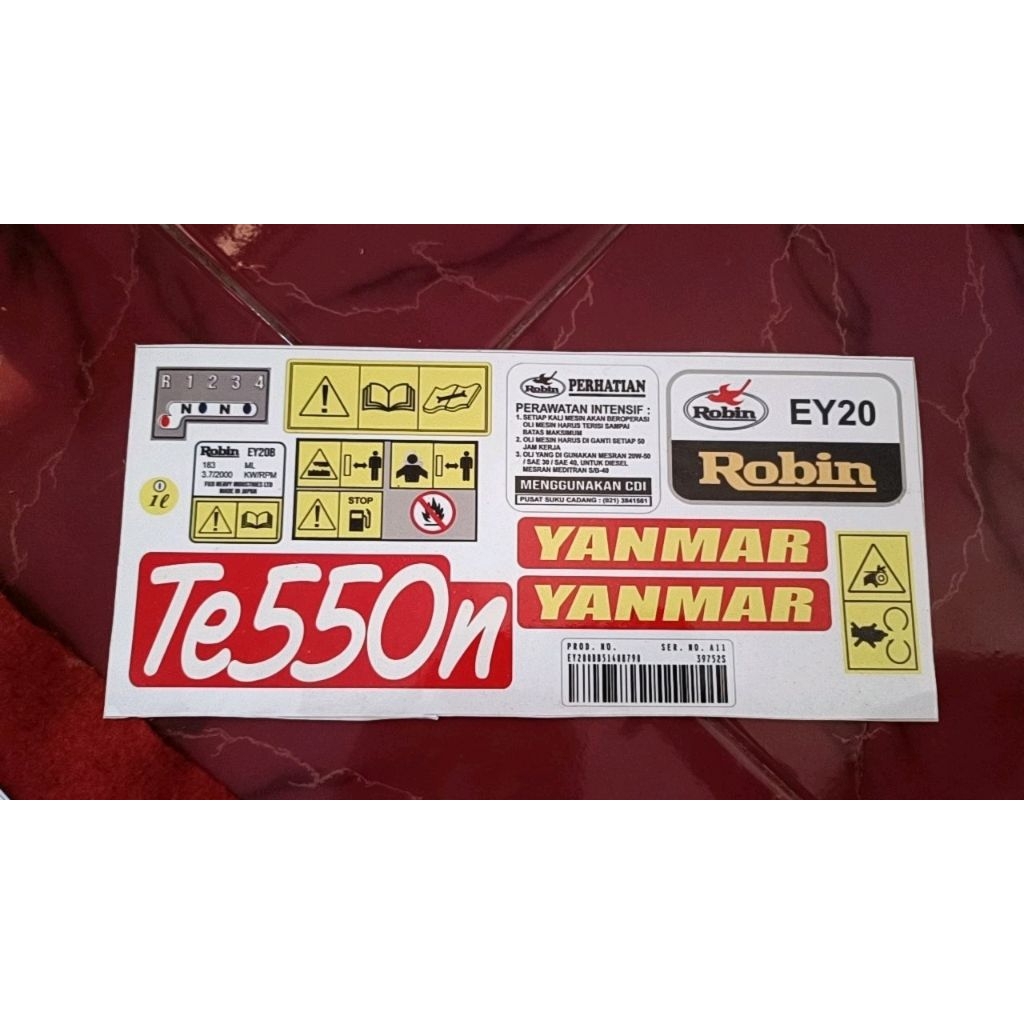 R 1 2 3 4
N N
Robin EY20B
183 ML
3.7/2000 KW/RPM
FUJI HEAVY INDUSTRIES LTD
MADE IN JAPAN
1ℓ
STOP
Robin PERHATIAN
PERAWATAN INTENSIF :
1. SETIAP KALI MESIN AKAN BEROPERASI
OLI MESIN HARUS TERISI SAMPAI
BATAS MAKSIMUM
2. OLI MESIN HARUS DI GANTI SETIAP 50
JAM KERJA
3. OLI YANG DI GUNAKAN MESRAN 20W-50
/ SAE 30 / SAE 40, UNTUK DIESEL
MESRAN MEDITRAN S/D-40
MENGGUNAKAN CDI
PUSAT SUKU CADANG : (021) 3841561
Robin EY20
Robin
Te550n
YANMAR
YANMAR
PROD. NO. SER. NO. A11
39752S